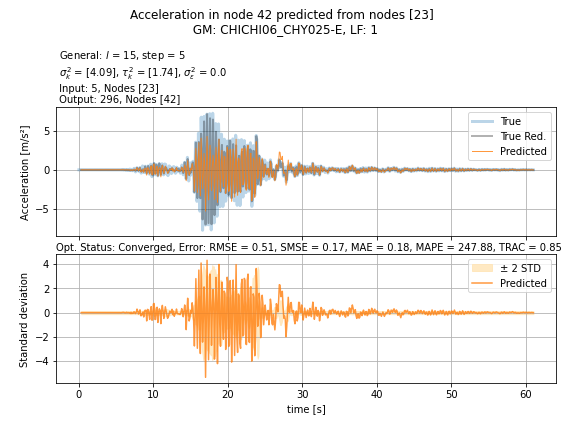 Acceleration in node 42 predicted from nodes [23]
GM: CHICHI06_CHY025-E, LF: 1
General: l = 15, step = 5
σ²ₖ = [4.09], τ²ₖ = [1.74], σ²ε = 0.0
Input: 5, Nodes [23]
Output: 296, Nodes [42]
True
True Red.
Predicted
5
0
−5
Acceleration [m/s²]
Opt. Status: Converged, Error: RMSE = 0.51, SMSE = 0.17, MAE = 0.18, MAPE = 247.88, TRAC = 0.85
± 2 STD
Predicted
4
2
0
−2
−4
Standard deviation
0 10 20 30 40 50 60
time [s]